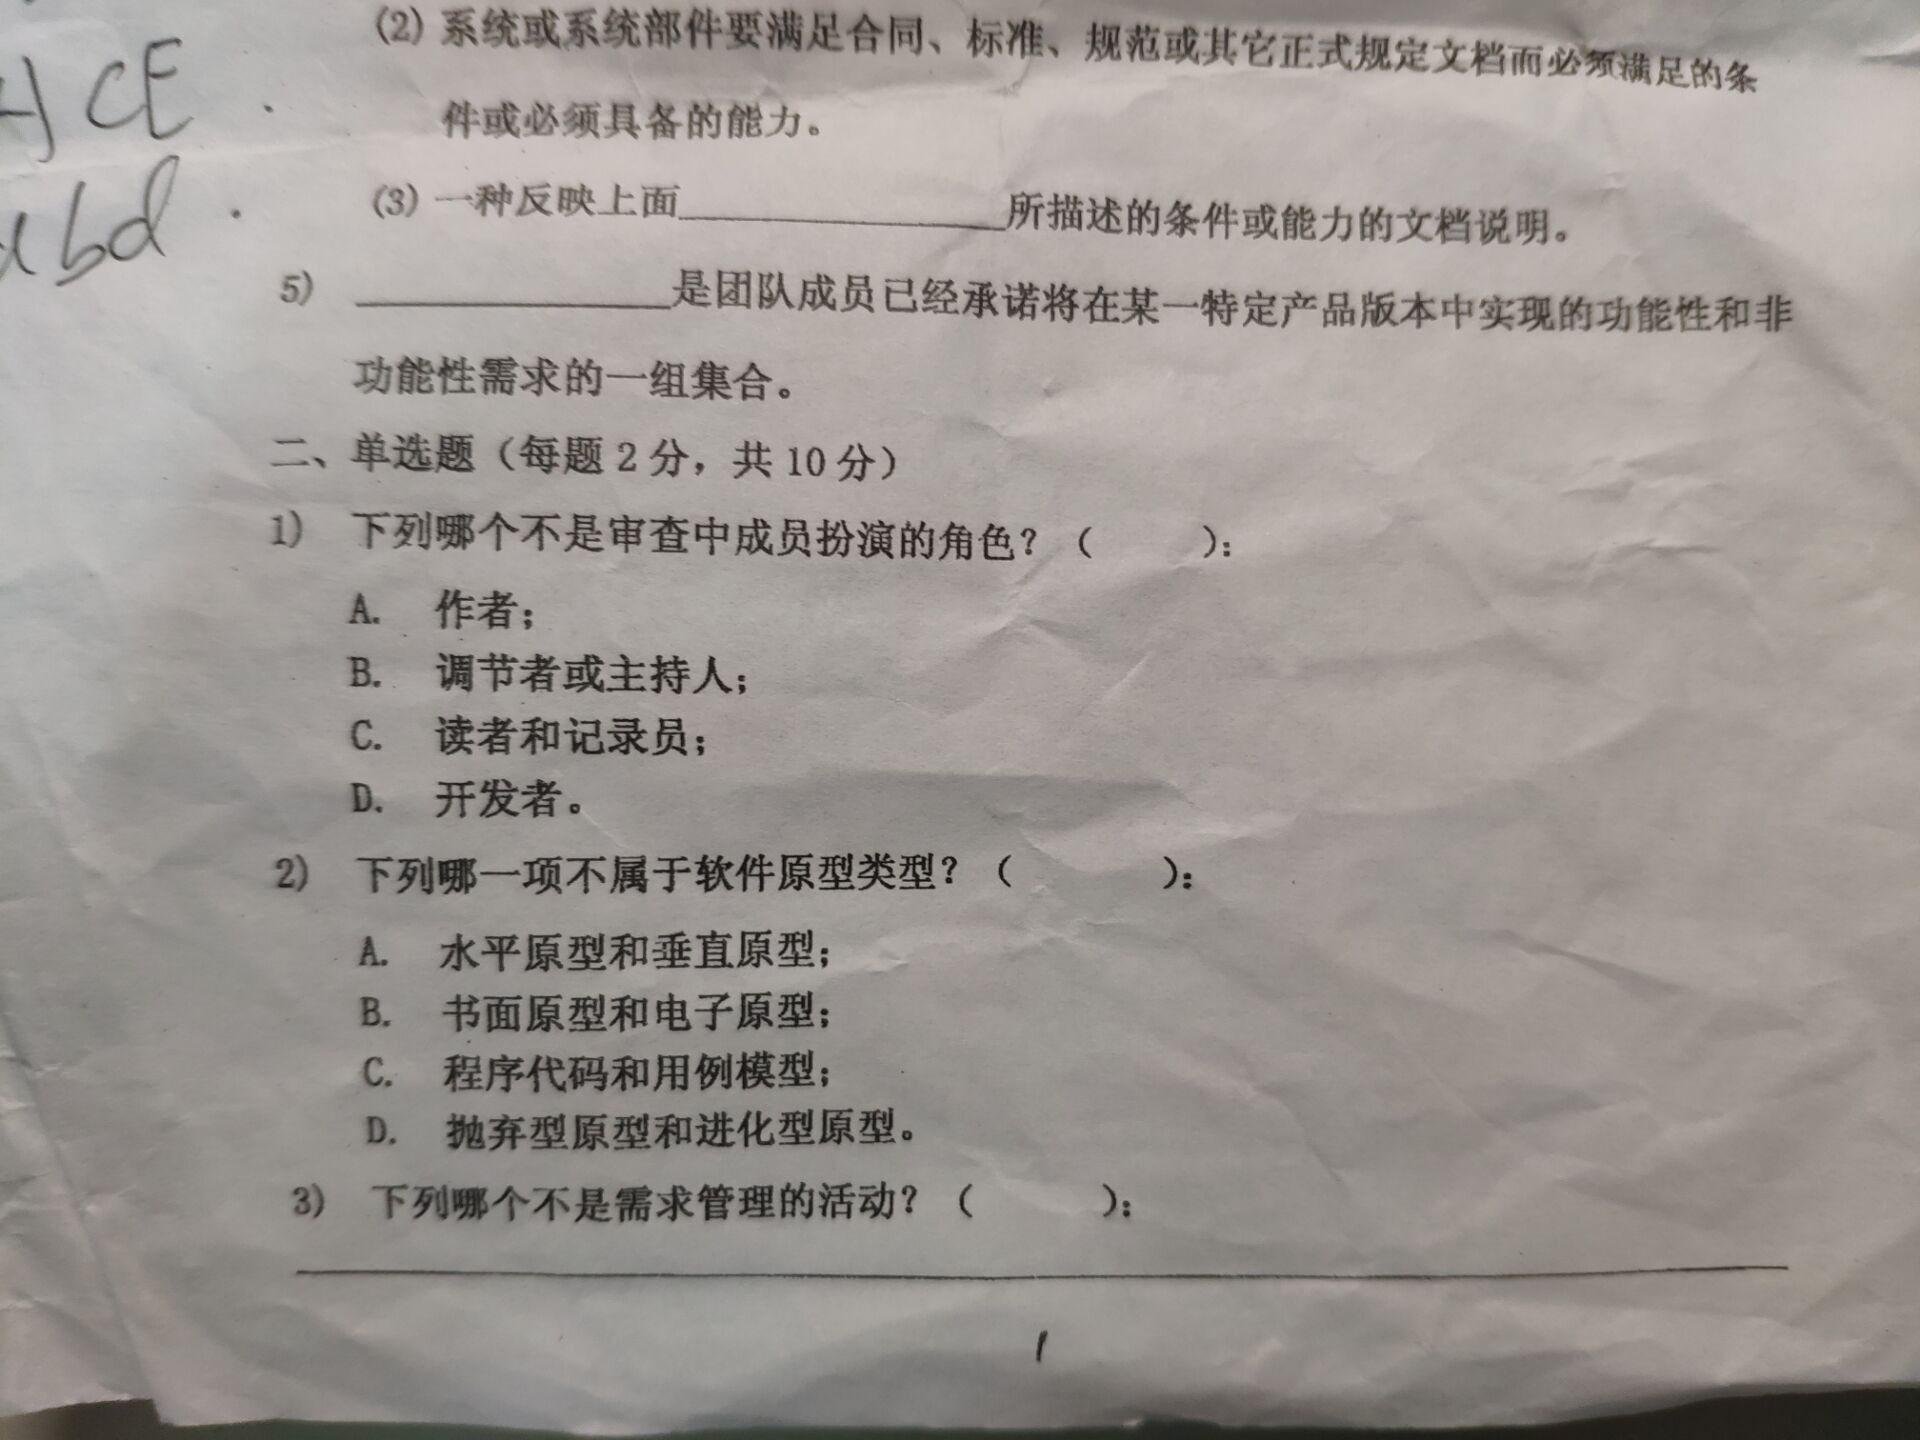 (2) 系统或系统部件要满足合同、标准、规范或其它正式规定文档而必须满足的条
件或必须具备的能力。
(3) 一种反映上面____________所描述的条件或能力的文档说明。
5) ____________是团队成员已经承诺将在某一特定产品版本中实现的功能性和非
功能性需求的一组集合。
二、单选题（每题 2 分，共 10 分）
1) 下列哪个不是审查中成员扮演的角色？（ ）：
A. 作者；
B. 调节者或主持人；
C. 读者和记录员；
D. 开发者。
2) 下列哪一项不属于软件原型类型？（ ）：
A. 水平原型和垂直原型；
B. 书面原型和电子原型；
C. 程序代码和用例模型；
D. 抛弃型原型和进化型原型。
3) 下列哪个不是需求管理的活动？（ ）：
1
CE
bd